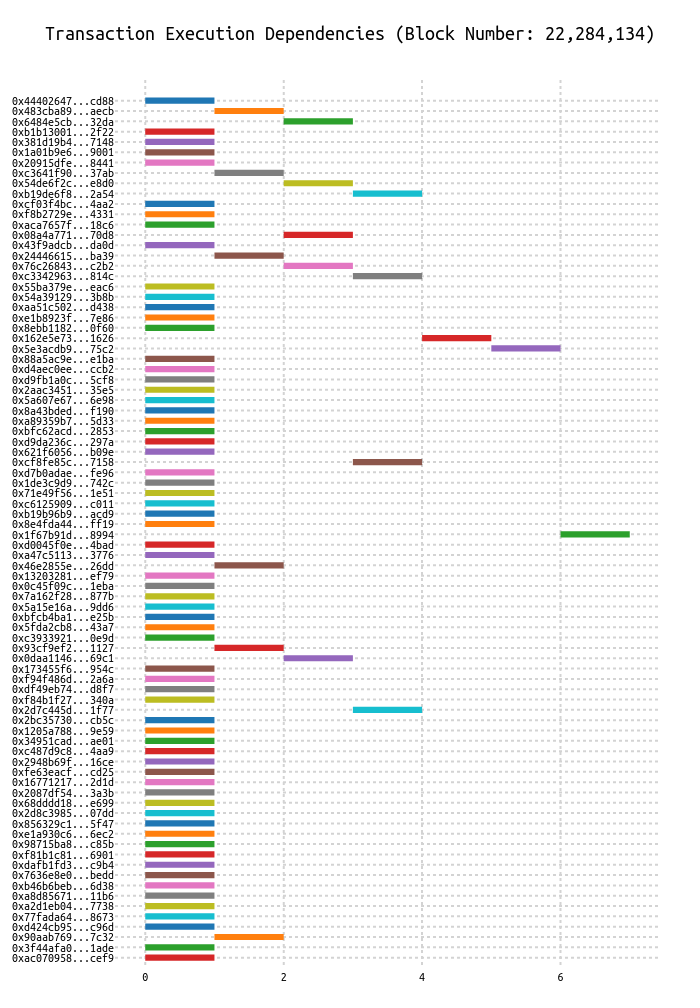 Transaction Execution Dependencies (Block Number: 22,284,134)
0x44402647...cd88
0x483cba89...aecb
0x6484e5cb...32da
0xb1b13001...2f22
0x381d19b4...7148
0x1a01b9e6...9001
0x20915dfe...8441
0xc3641f90...37ab
0x54de6f2c...e8d0
0xb19de6f8...2a54
0xcf03f4bc...4aa2
0xf8b2729e...4331
0xaca7657f...18c6
0x08a4a771...70d8
0x43f9adcb...da0d
0x24446615...ba39
0x76c26843...c2b2
0xc3342963...814c
0x55ba379e...eac6
0x54a39129...3b8b
0xaa51c502...d438
0xe1b8923f...7e86
0x8ebb1182...0f60
0x162e5e73...1626
0x5e3acdb9...75c2
0x88a5ac9e...e1ba
0xd4aec0ee...ccb2
0xd9fb1a0c...5cf8
0x2aac3451...35e5
0x5a607e67...6e98
0x8a43bded...f190
0xa89359b7...5d33
0xbfc62acd...2853
0xd9da236c...297a
0x621f6056...b09e
0xcf8fe85c...7158
0xd7b0adae...fe96
0x1de3c9d9...742c
0x71e49f56...1e51
0xc6125909...c011
0xb19b96b9...acd9
0x8e4fda44...ff19
0x1f67b91d...8994
0xd0045f0e...4bad
0xa47c5113...3776
0x46e2855e...26dd
0x13203281...ef79
0x0c45f09c...1eba
0x7a162f28...877b
0x5a15e16a...9dd6
0xbfcb4ba1...e25b
0x5fda2cb8...43a7
0xc3933921...0e9d
0x93cf9ef2...1127
0x0daa1146...69c1
0x173455f6...954c
0xf94f486d...2a6a
0xdf49eb74...d8f7
0xf84b1f27...340a
0x2d7c445d...1f77
0x2bc35730...cb5c
0x1205a788...9e59
0x34951cad...ae01
0xc487d9c8...4aa9
0x2948b69f...16ce
0xfe63eacf...cd25
0x16771217...2d1d
0x2087df54...3a3b
0x68dddd18...e699
0x2d8c3985...07dd
0x856329c1...5f47
0xe1a930c6...6ec2
0x98715ba8...c85b
0xf81b1c81...6901
0xdafb1fd3...c9b4
0x7636e8e0...bedd
0xb46b6beb...6d38
0xa8d85671...11b6
0xa2d1eb04...7738
0x77fada64...8673
0xd424cb95...c96d
0x90aab769...7c32
0x3f44afa0...1ade
0xac070958...cef9
0 2 4 6